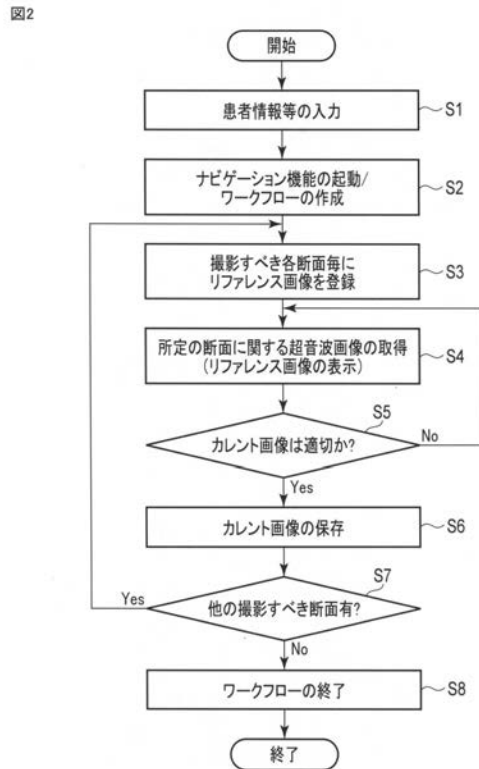 図2
開始
患者情報等の入力
S1
ナビゲーション機能の起動/
ワークフローの作成
S2
撮影すべき各断面毎に
リファレンス画像を登録
S3
所定の断面に関する超音波画像の取得
(リファレンス画像の表示)
S4
S5
カレント画像は適切か?
No
Yes
カレント画像の保存
S6
S7
Yes
他の撮影すべき断面有?
No
ワークフローの終了
S8
終了